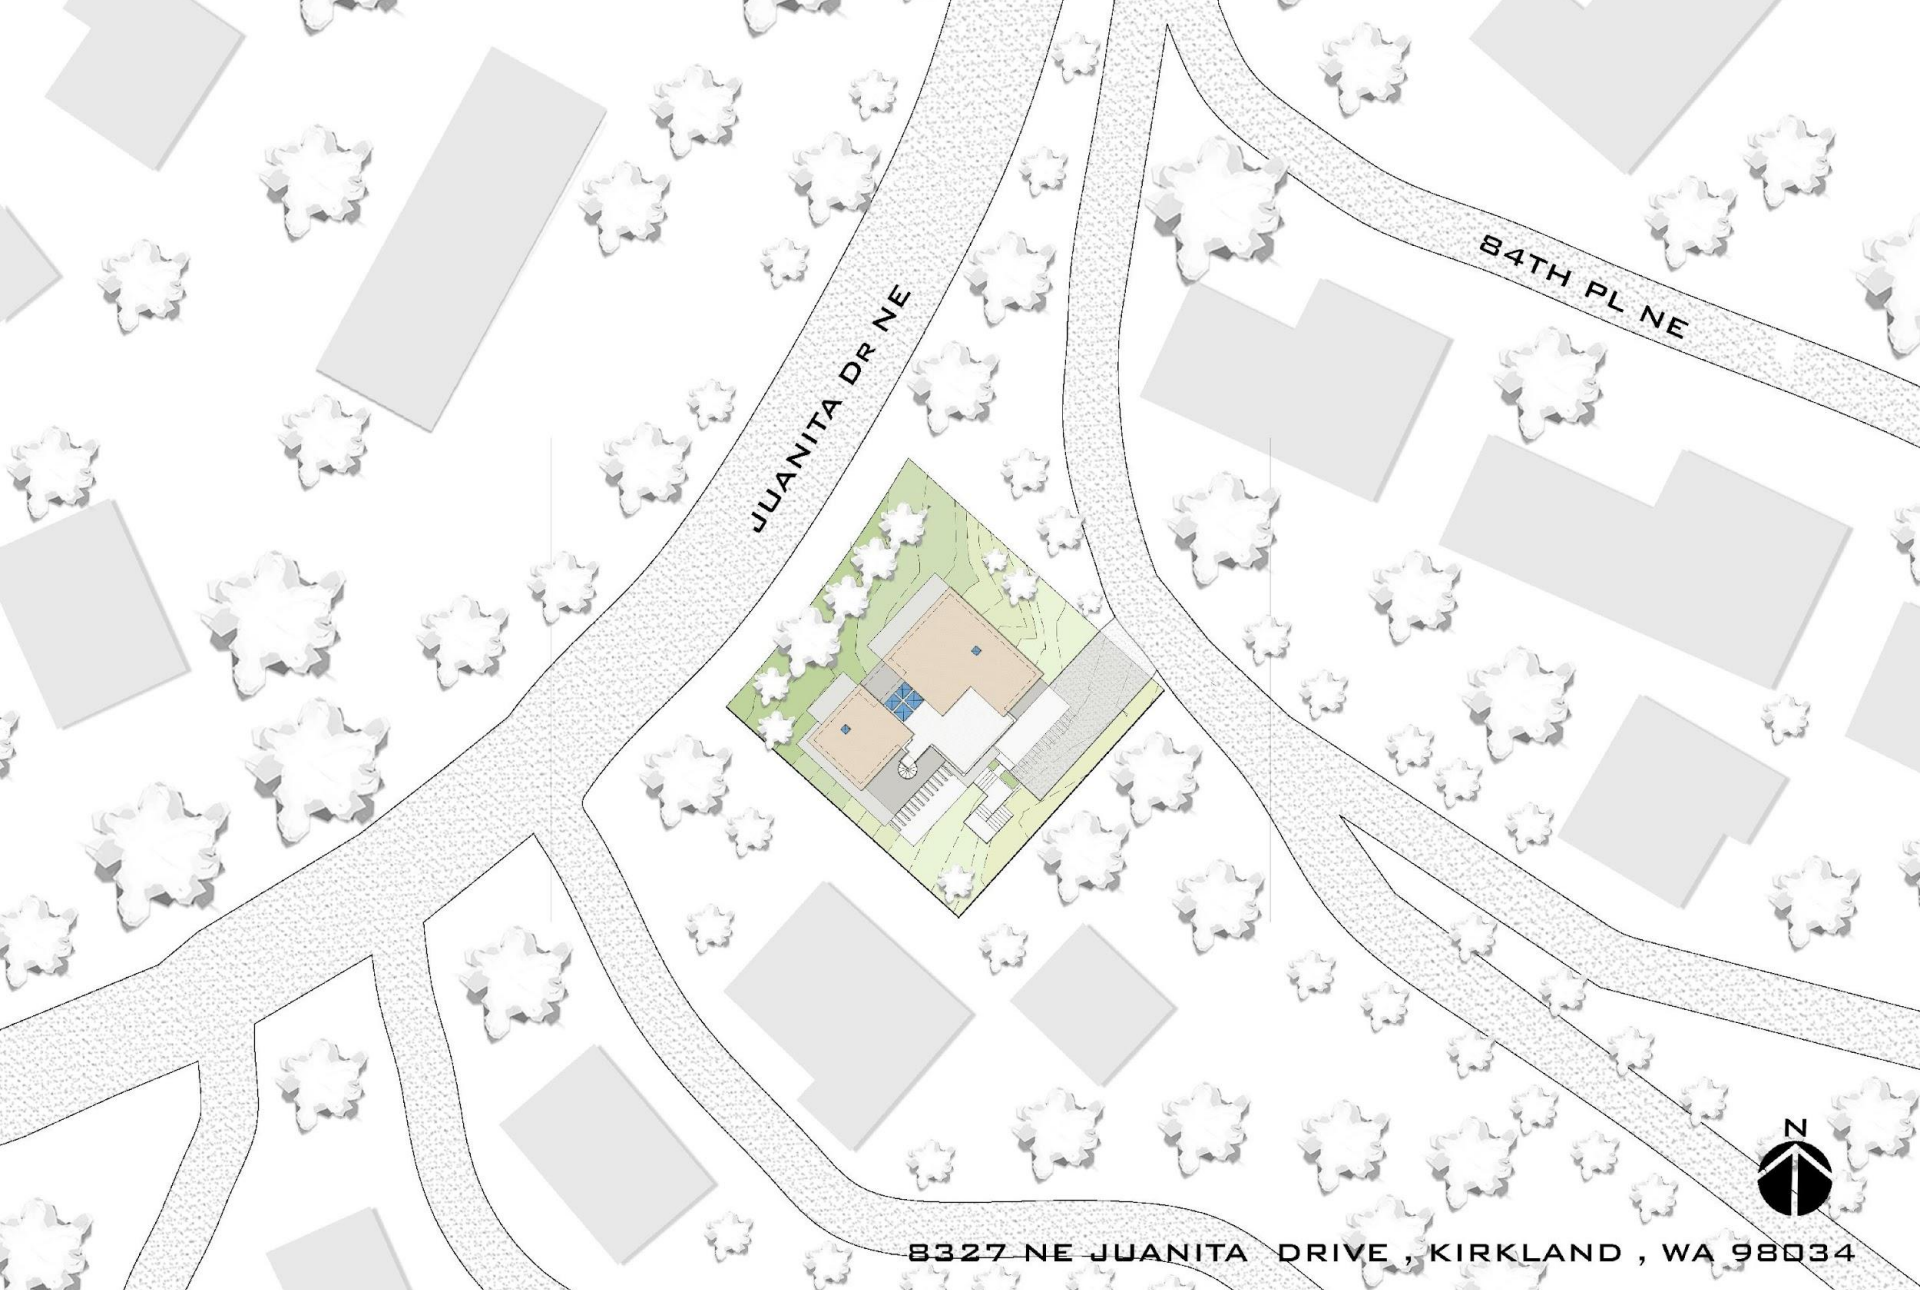 84TH PL NE
JUANITA DR NE
N
8327 NE JUANITA DRIVE , KIRKLAND , WA 98034